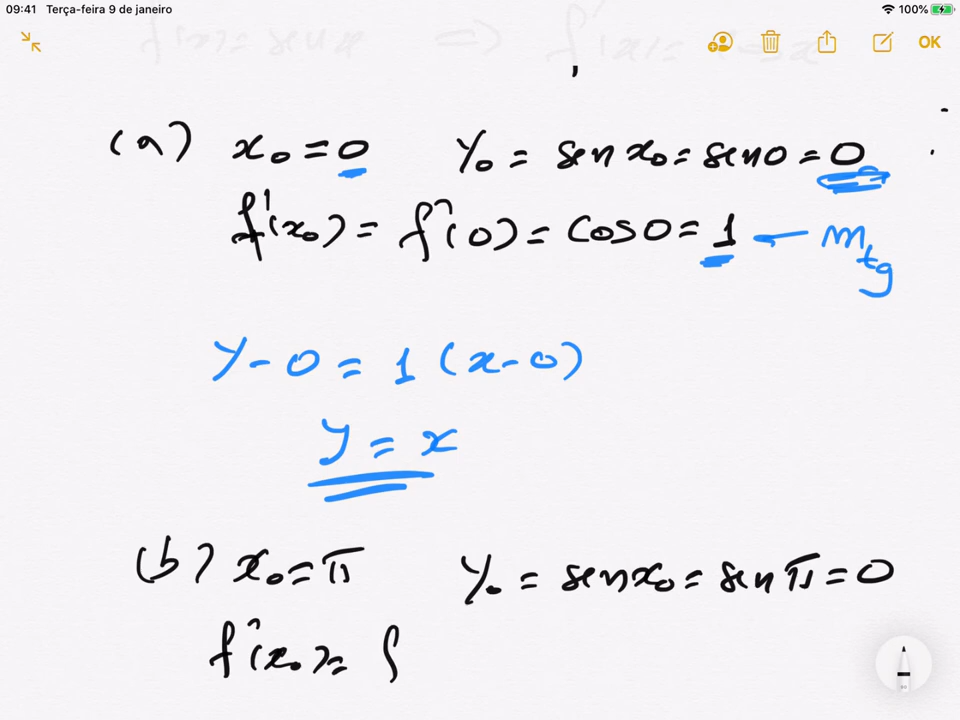 09:41 Terça-feira 9 de janeiro 100%
OK
f(x)= senx => f'(x)=
(a) x₀=0 y₀ = sen x₀ = sen 0 = 0
f'(x₀) = f'(0) = cos 0 = 1 — m_tg
y-0 = 1 (x-0)
y = x
(b) x₀=π y₀ = sen x₀ = sen π = 0
f'(x₀)= f